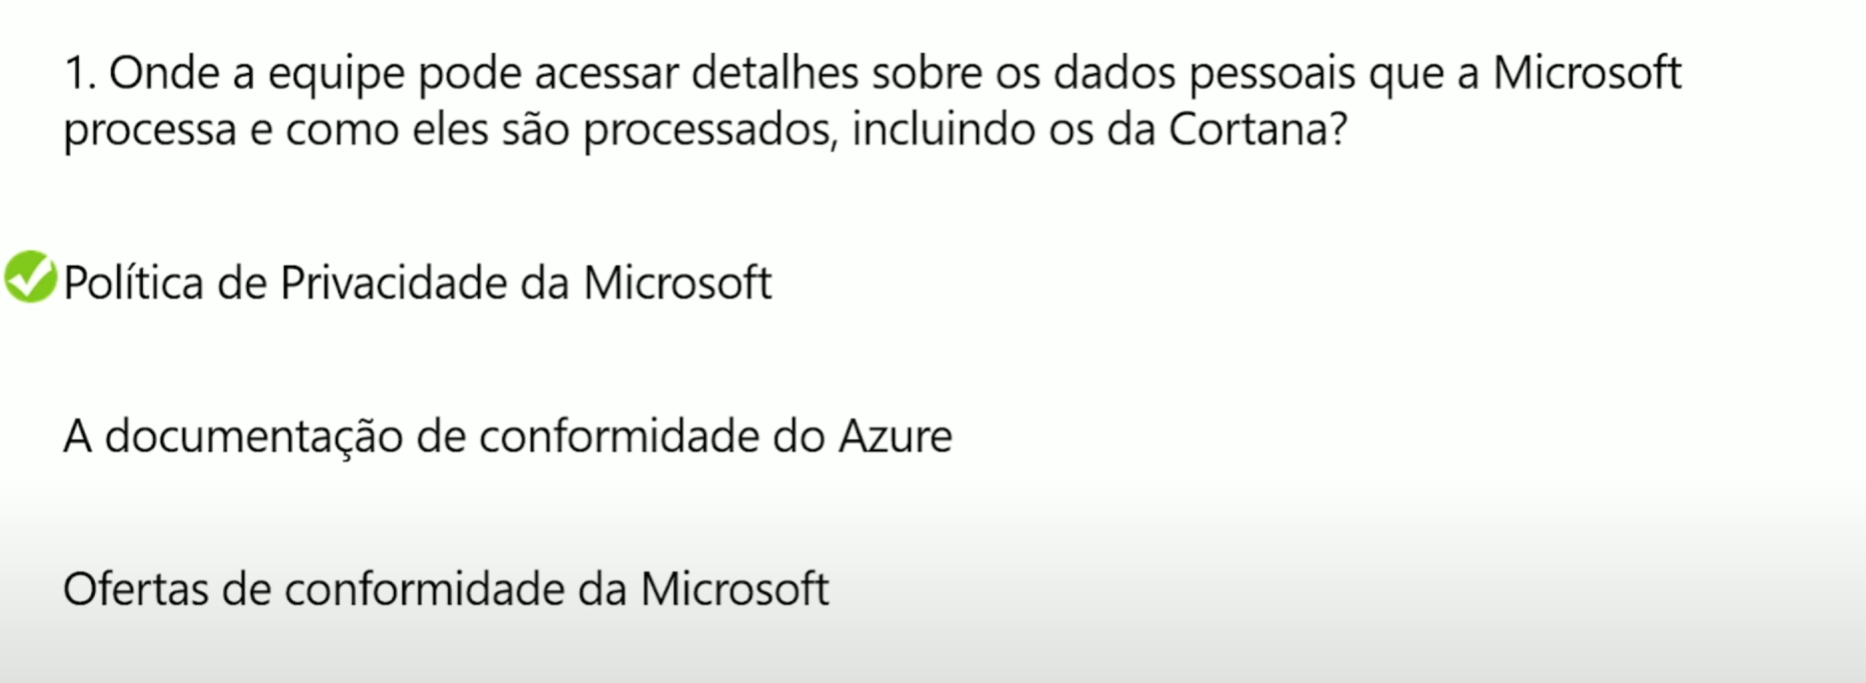 1. Onde a equipe pode acessar detalhes sobre os dados pessoais que a Microsoft
processa e como eles são processados, incluindo os da Cortana?
Política de Privacidade da Microsoft
A documentação de conformidade do Azure
Ofertas de conformidade da Microsoft